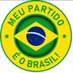 MEU PARTIDO
É O BRASIL!